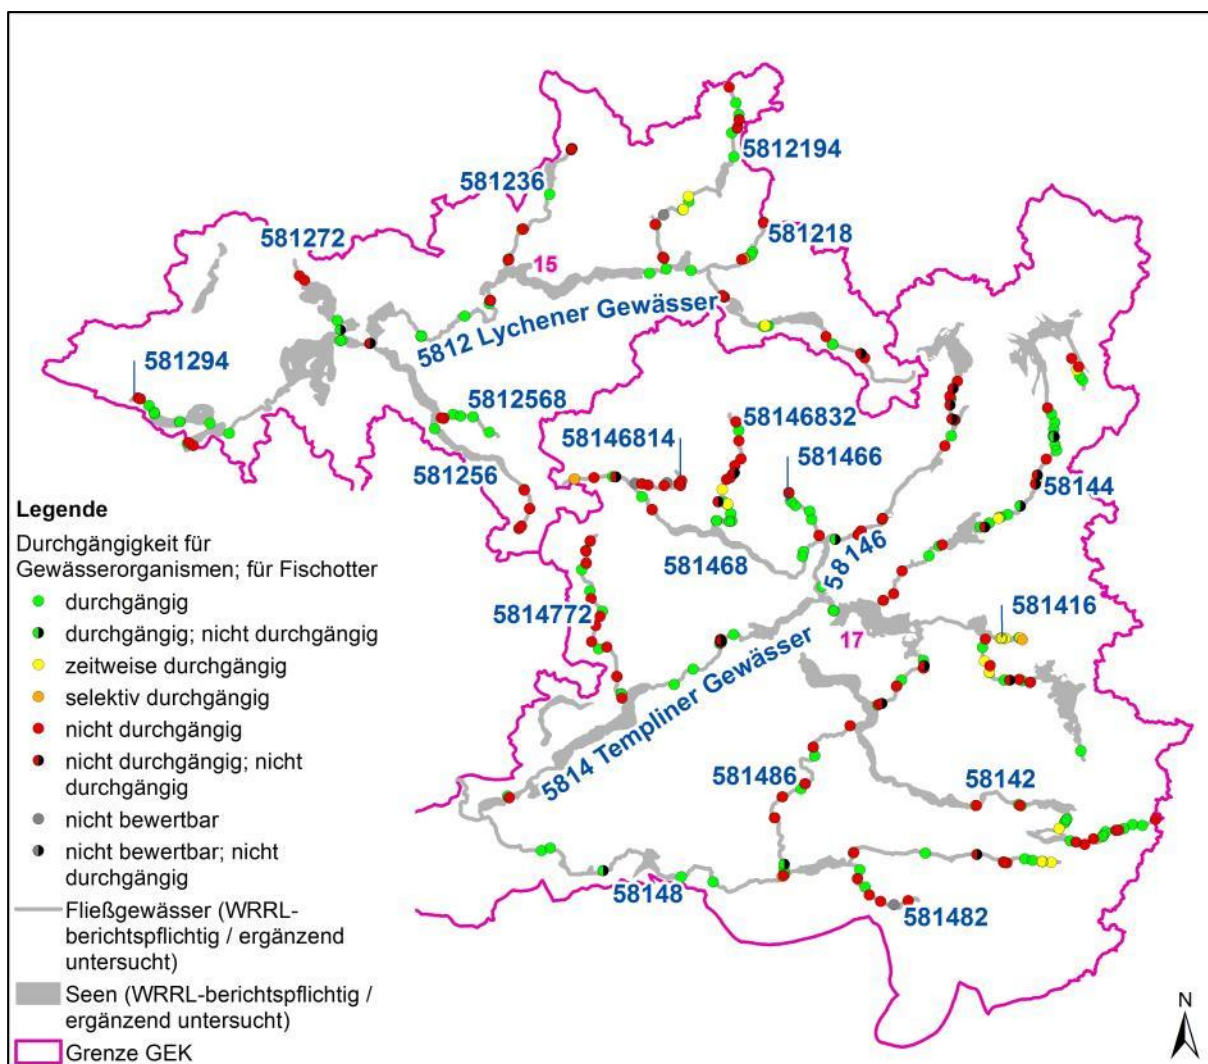 5812194
581236
581218
581272
15
5812 Lychener Gewässer
581294
5812568
58146832
58146814
581466
581256
58144
58146
581468
5814772
581416
17
5814 Templiner Gewässer
581486
58142
58148
581482
Legende
Durchgängigkeit für
Gewässerorganismen; für Fischotter
durchgängig
durchgängig; nicht durchgängig
zeitweise durchgängig
selektiv durchgängig
nicht durchgängig
nicht durchgängig; nicht
durchgängig
nicht bewertbar
nicht bewertbar; nicht
durchgängig
Fließgewässer (WRRL-
berichtspflichtig / ergänzend
untersucht)
Seen (WRRL-berichtspflichtig /
ergänzend untersucht)
Grenze GEK
N